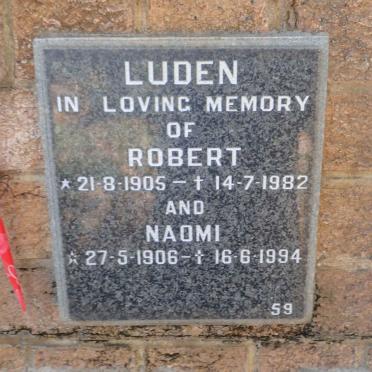 LUDEN
IN LOVING MEMORY
OF
ROBERT
* 21-8-1905 - † 14-7-1982
AND
NAOMI
* 27-5-1906 - † 16-6-1994
59